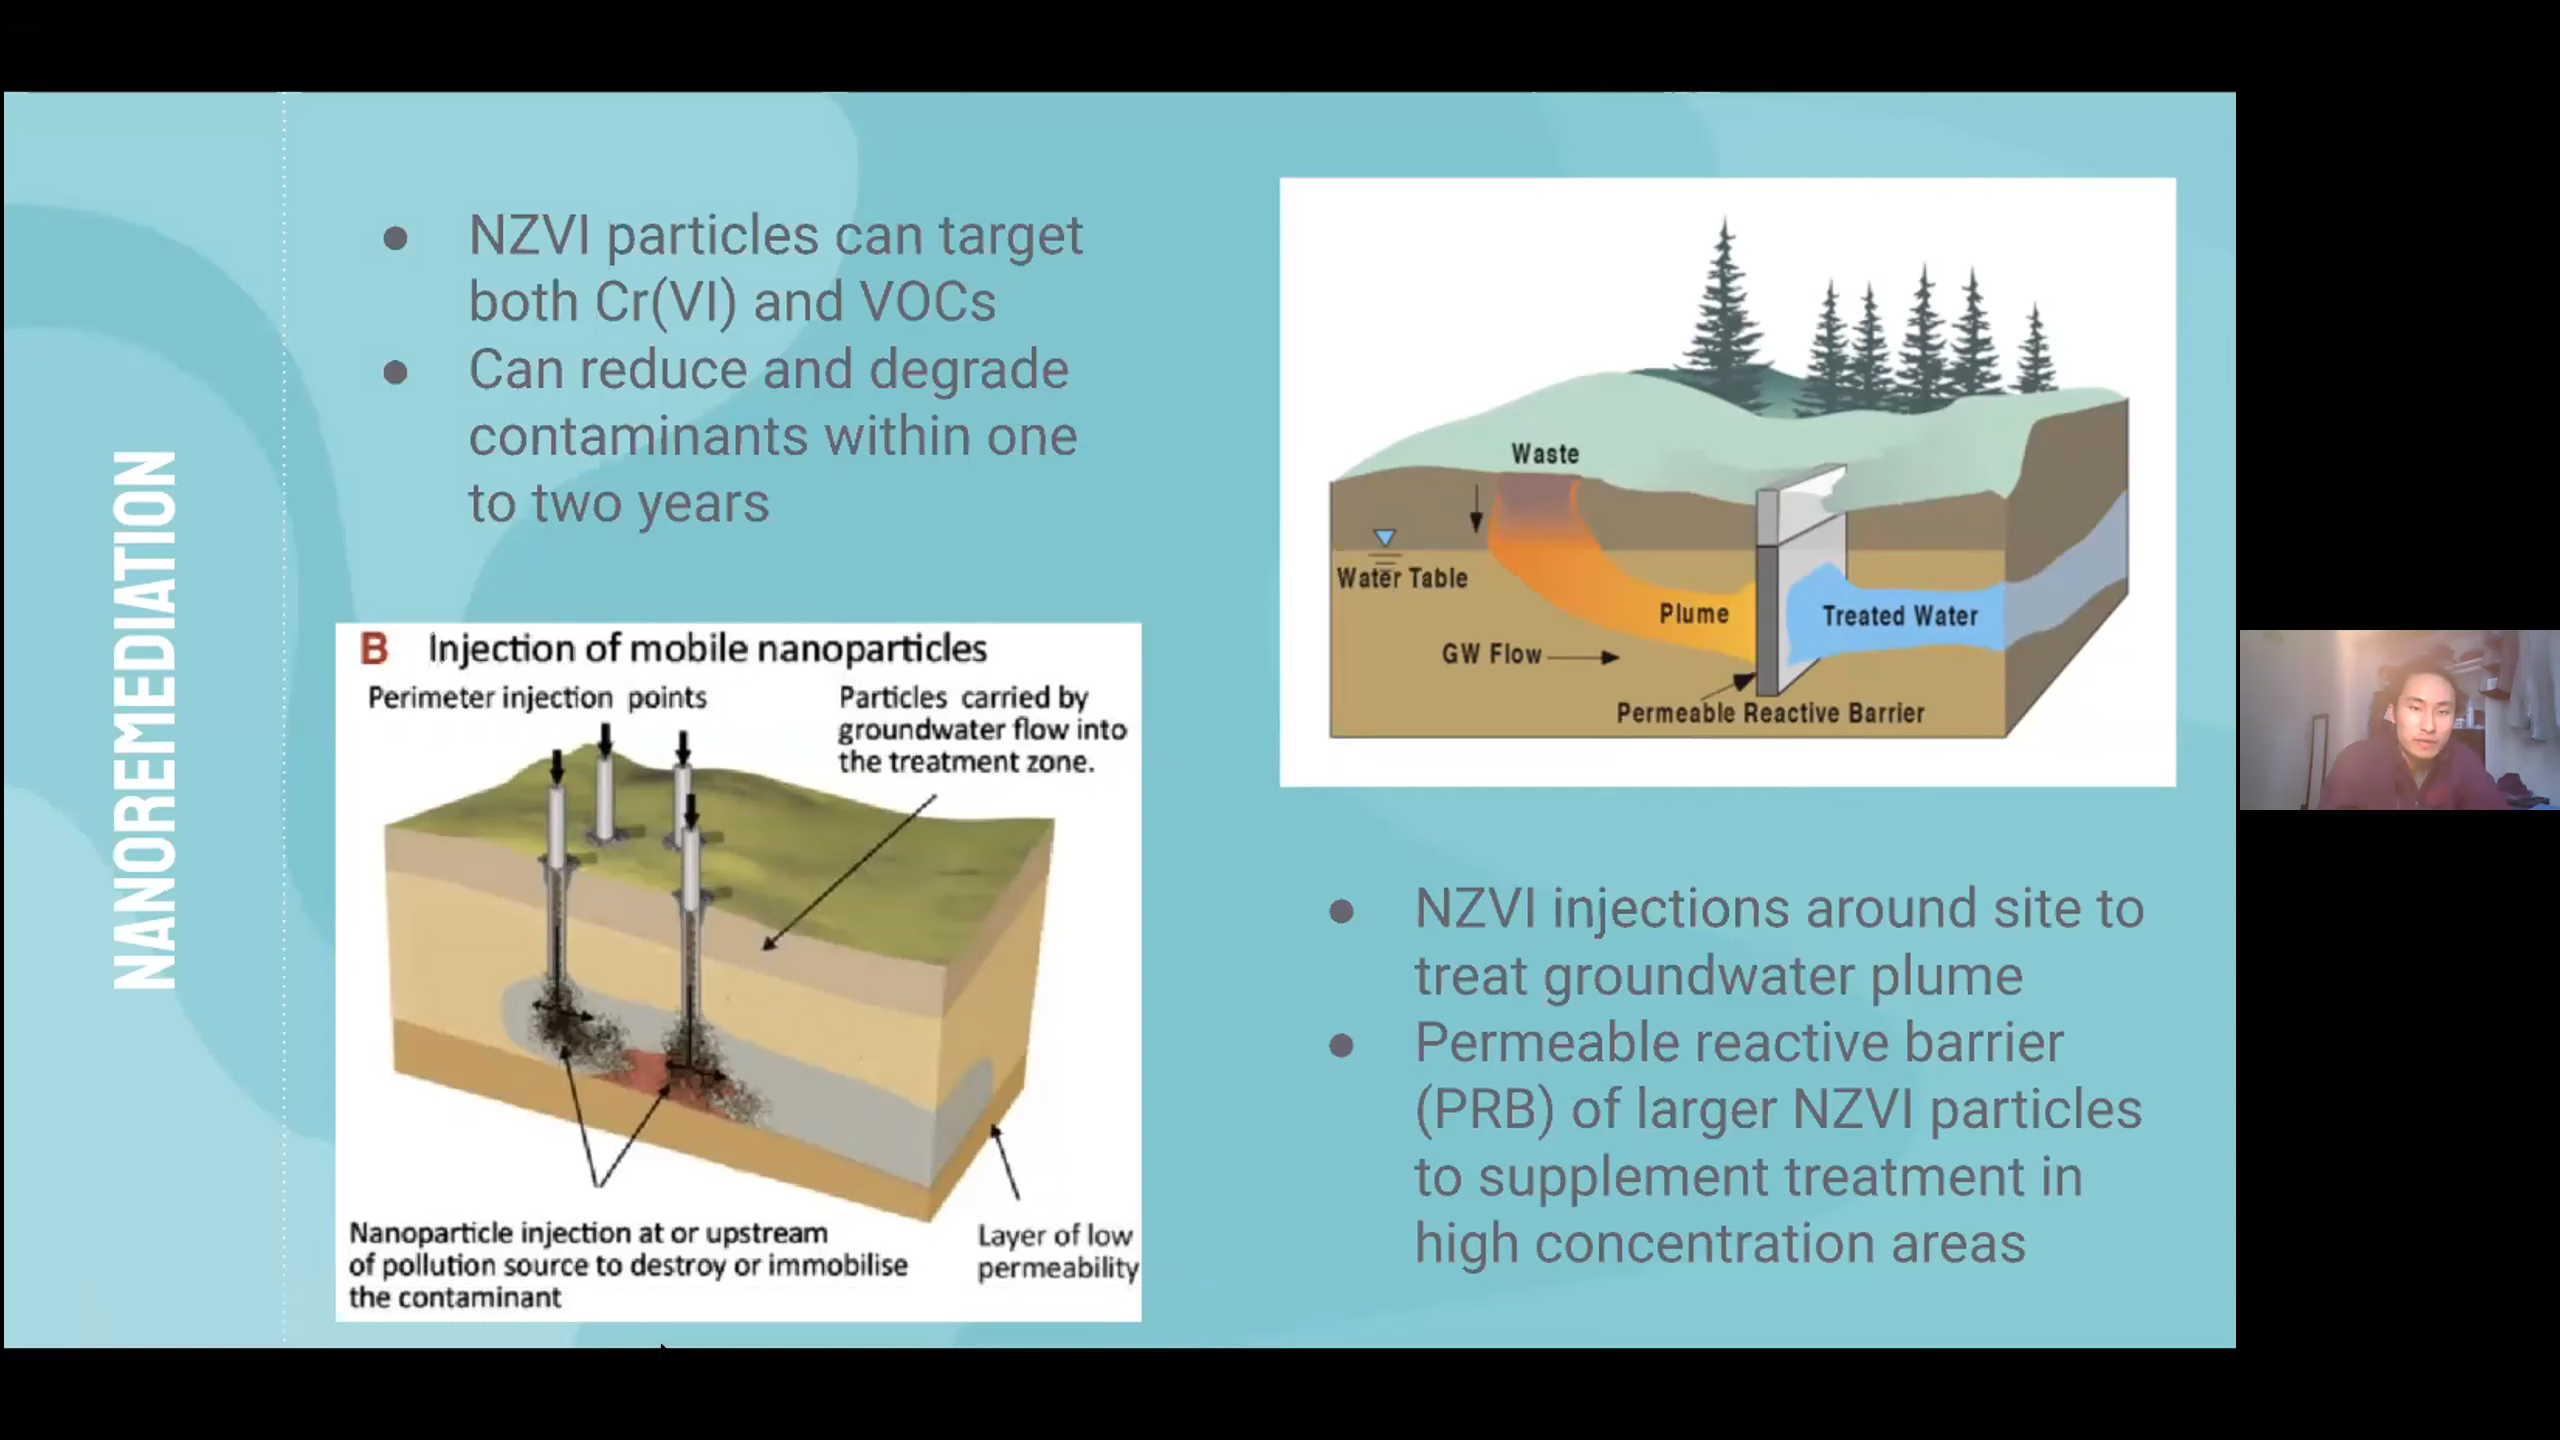 NANOREMEDIATION
● NZVI particles can target
both Cr(VI) and VOCs
● Can reduce and degrade
contaminants within one
to two years
B Injection of mobile nanoparticles
Perimeter injection points
Particles carried by
groundwater flow into
the treatment zone.
Nanoparticle injection at or upstream
of pollution source to destroy or immobilise
the contaminant
Layer of low
permeability
Waste
Water Table
Plume
Treated Water
GW Flow
Permeable Reactive Barrier
● NZVI injections around site to
treat groundwater plume
● Permeable reactive barrier
(PRB) of larger NZVI particles
to supplement treatment in
high concentration areas